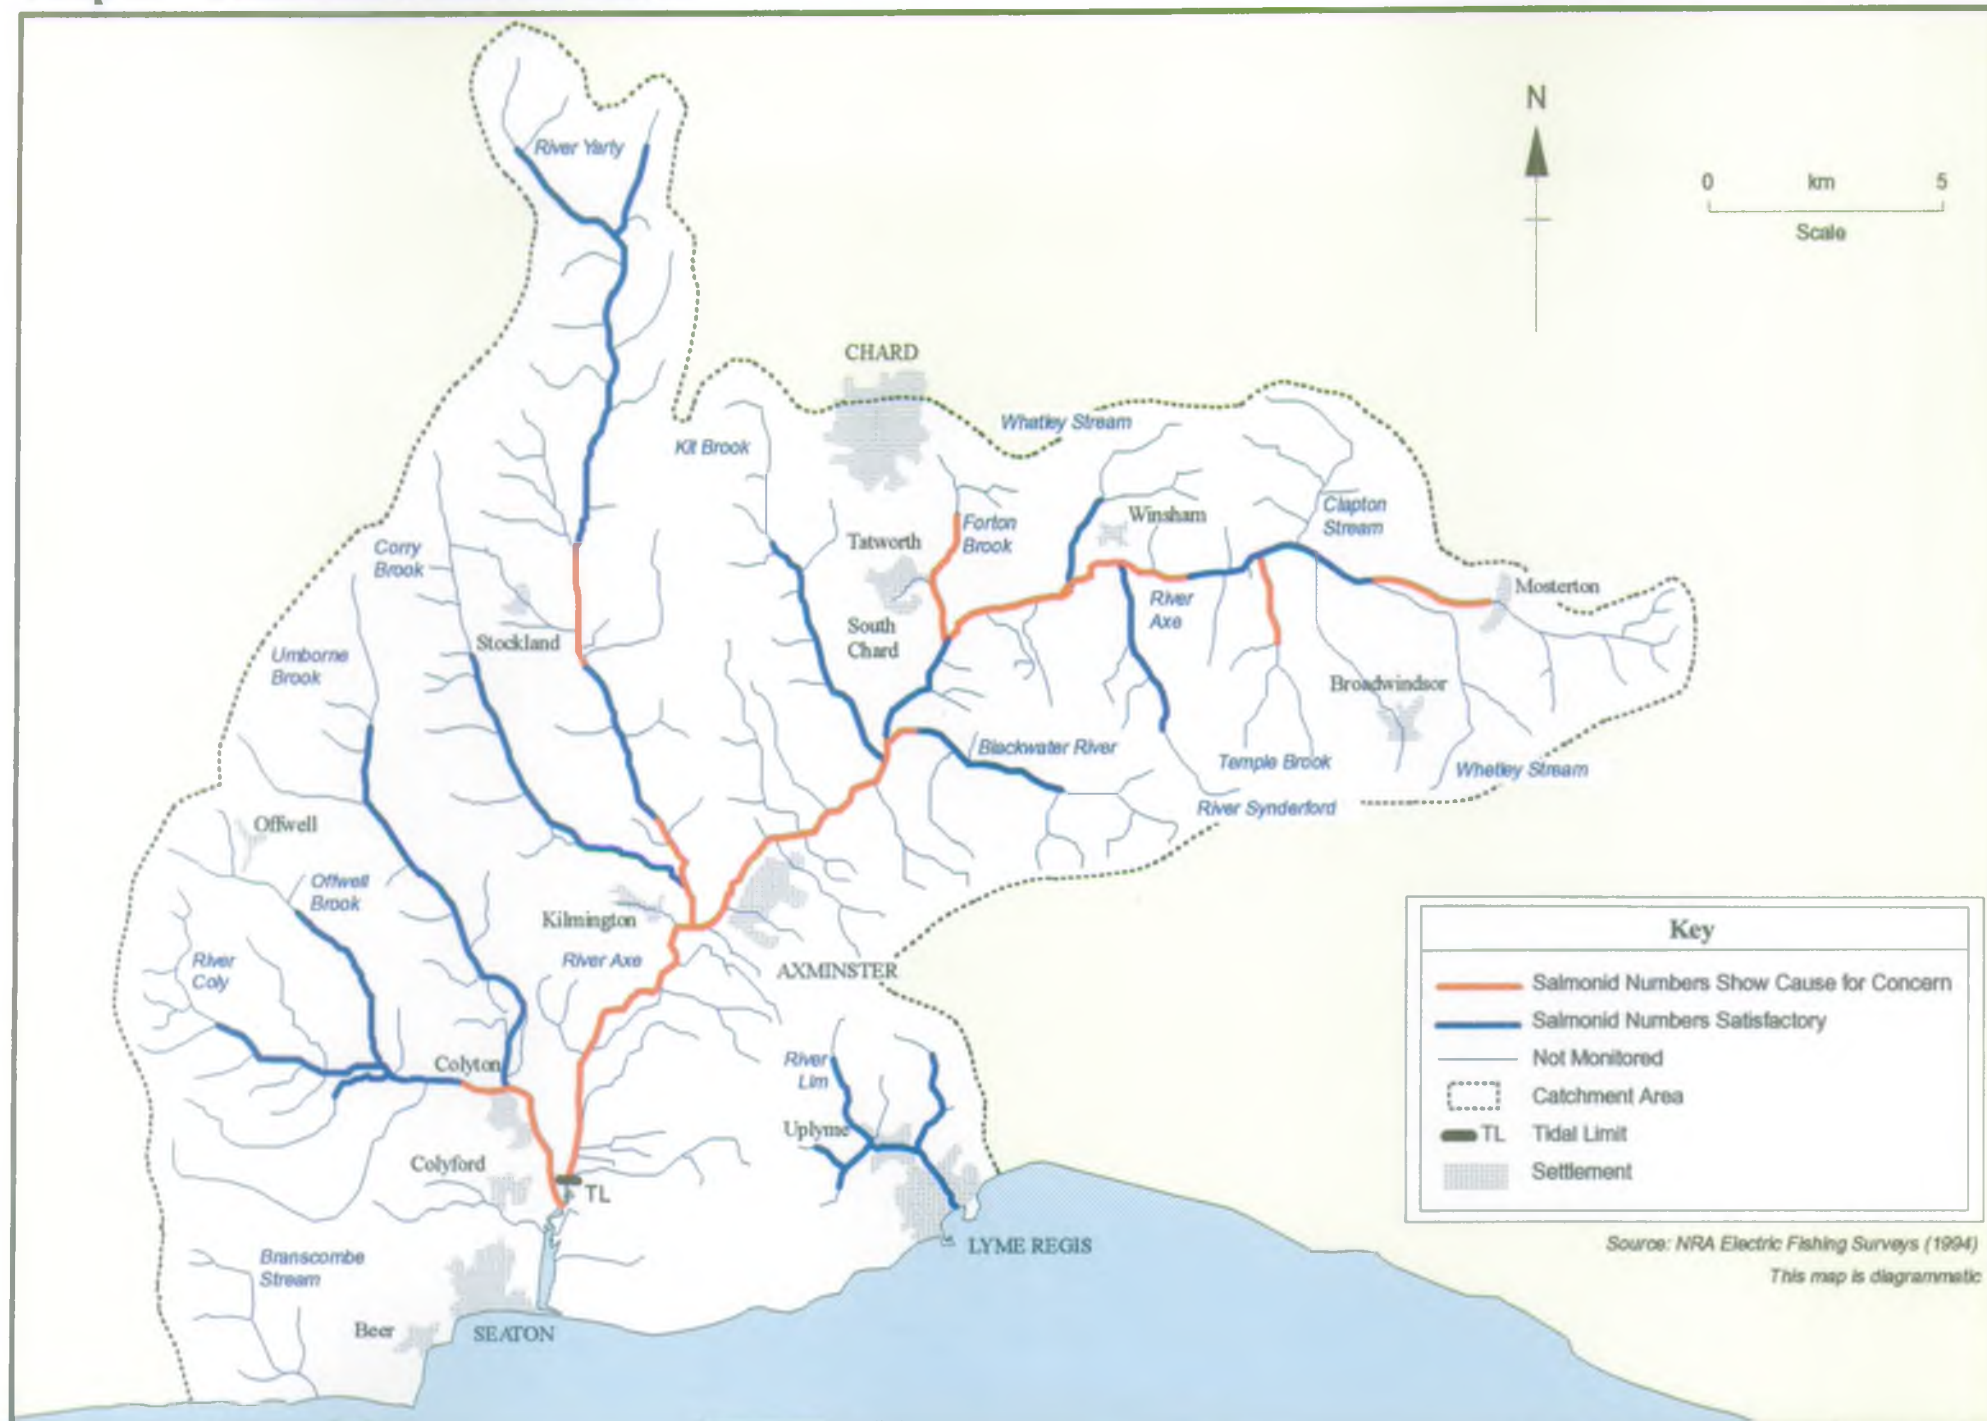 N
0 km 5
Scale
River Yarty
CHARD
Whatley Stream
Kit Brook
Clapton
Stream
Winsham
Forton
Brook
Tatworth
Corry
Brook
Mosterton
River
Axe
South
Chard
Stockland
Umborne
Brook
Broadwindsor
Blackwater River
Temple Brook
Whetley Stream
River Synderford
Offwell
Offwell
Brook
Kilmington
River Axe
River
Coly
AXMINSTER
Colyton
River
Lim
Uplyme
Colyford
TL
LYME REGIS
Branscombe
Stream
Beer
SEATON
Key
Salmonid Numbers Show Cause for Concern
Salmonid Numbers Satisfactory
Not Monitored
Catchment Area
TL Tidal Limit
Settlement
Source: NRA Electric Fishing Surveys (1994)
This map is diagrammatic